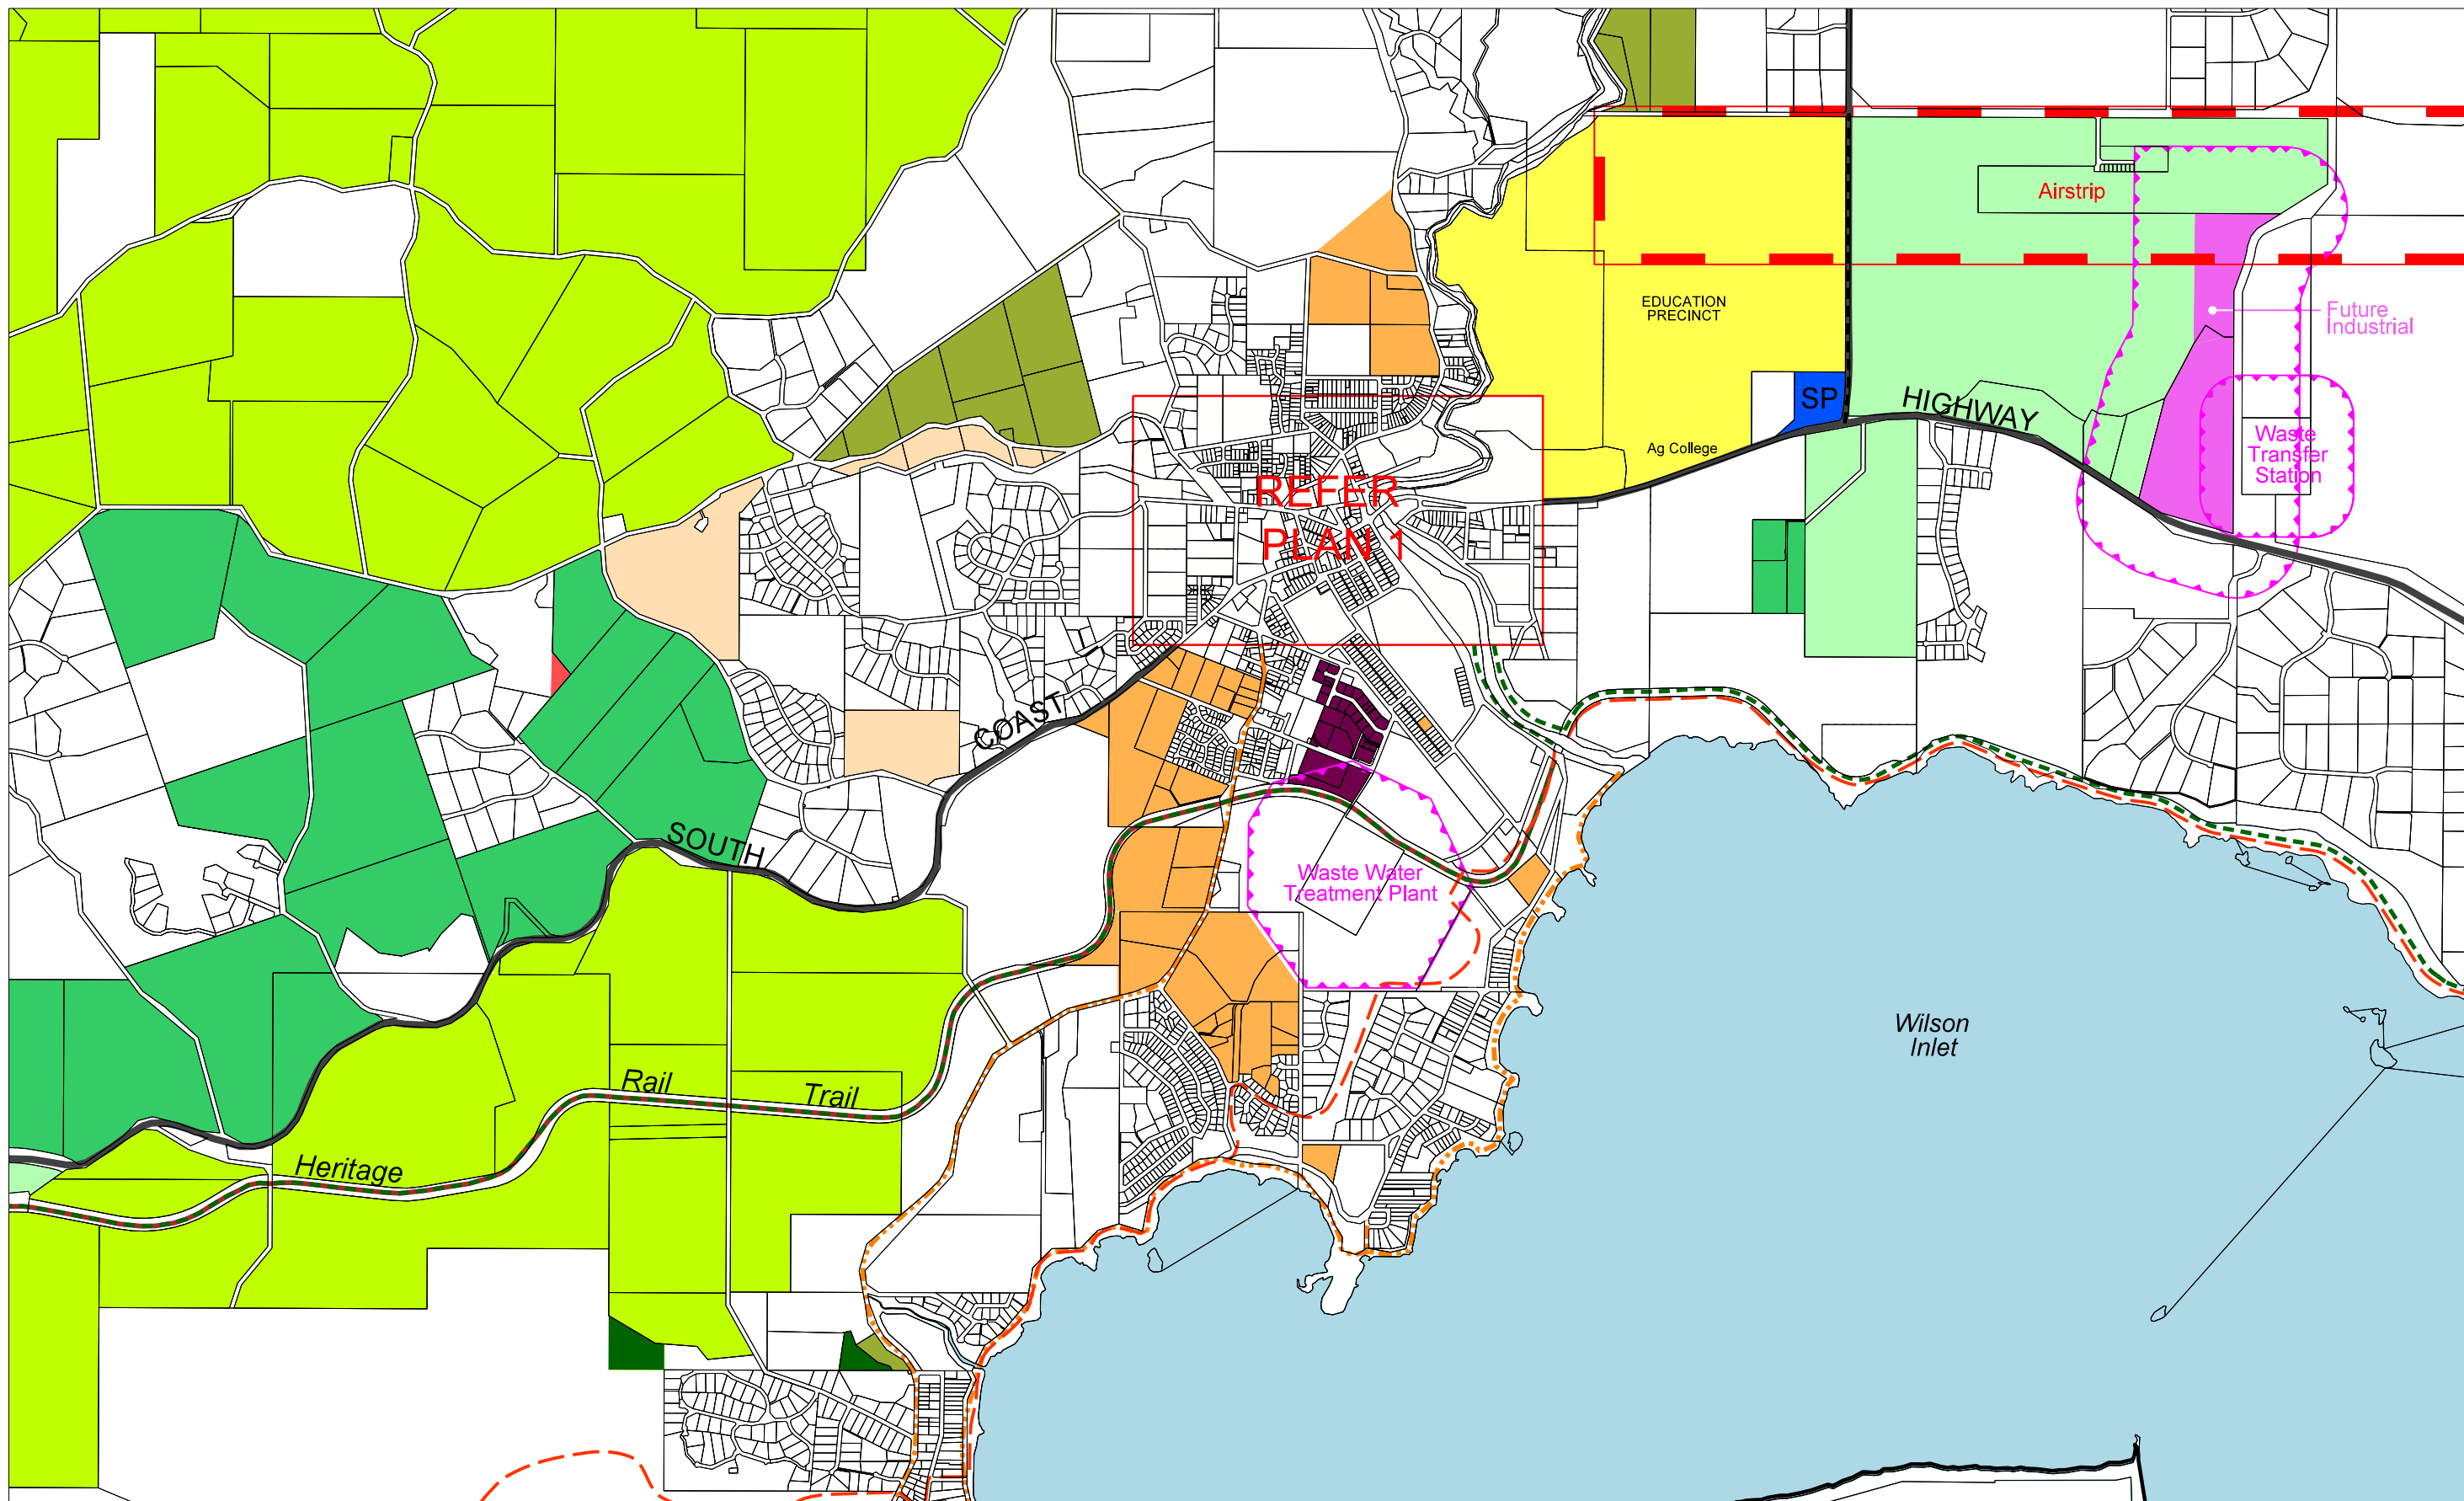 Airstrip
EDUCATION
PRECINCT
Future
Industrial
SP
HIGHWAY
Waste
Transfer
Station
Ag College
REFER
PLAN 1
COAST
SOUTH
Waste Water
Treatment Plant
Wilson
Inlet
Rail
Trail
Heritage